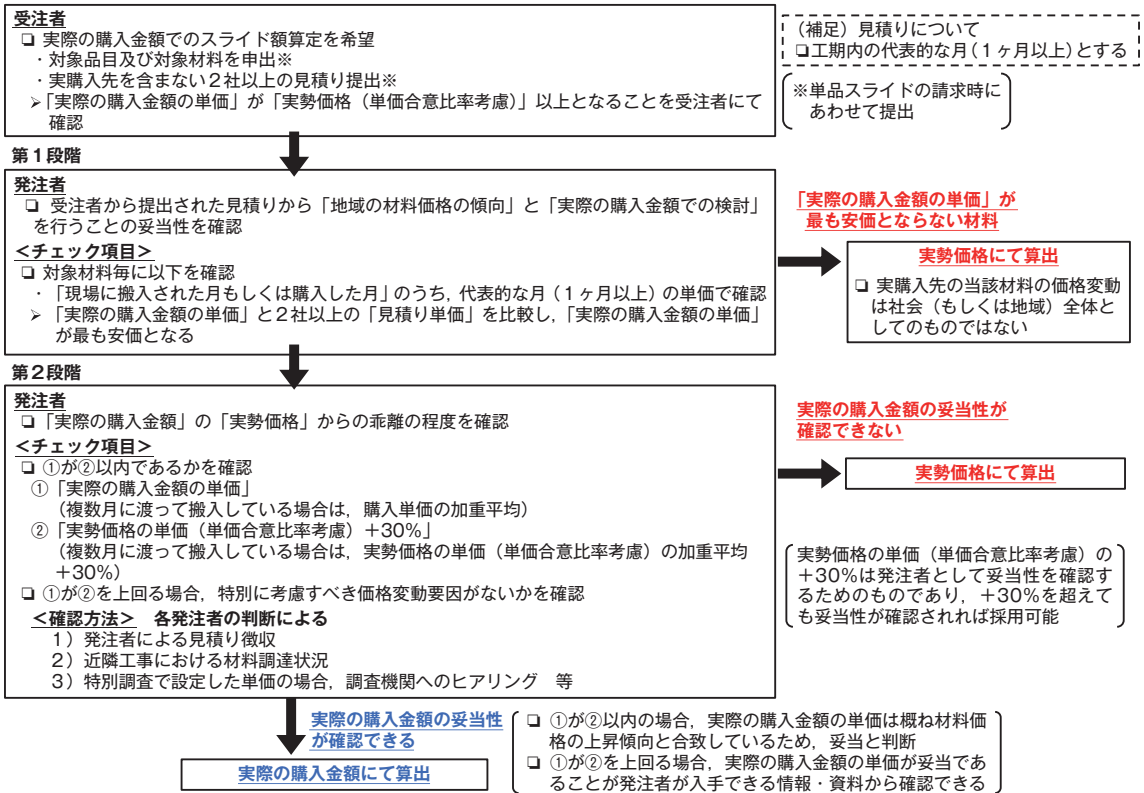 受注者
❏ 実際の購入金額でのスライド額算定を希望
・対象品目及び対象材料を申出※
・実購入先を含まない２社以上の見積り提出※
➢「実際の購入金額の単価」が「実勢価格（単価合意比率考慮）」以上となることを受注者にて
確認
（補足）見積りについて
❏工期内の代表的な月（１ヶ月以上）とする
※単品スライドの請求時に
あわせて提出
第１段階
発注者
❏ 受注者から提出された見積りから「地域の材料価格の傾向」と「実際の購入金額での検討」
を行うことの妥当性を確認
＜チェック項目＞
❏ 対象材料毎に以下を確認
・「現場に搬入された月もしくは購入した月」のうち，代表的な月（１ヶ月以上）の単価で確認
➢ 「実際の購入金額の単価」と２社以上の「見積り単価」を比較し，「実際の購入金額の単価」
が最も安価となる
「実際の購入金額の単価」が
最も安価とならない材料
実勢価格にて算出
❏ 実購入先の当該材料の価格変動
は社会（もしくは地域）全体と
してのものではない
第２段階
発注者
❏「実際の購入金額」の「実勢価格」からの乖離の程度を確認
＜チェック項目＞
❏ ①が②以内であるかを確認
①「実際の購入金額の単価」
（複数月に渡って搬入している場合は，購入単価の加重平均）
②「実勢価格の単価（単価合意比率考慮）＋30％」
（複数月に渡って搬入している場合は，実勢価格の単価（単価合意比率考慮）の加重平均
＋30％）
❏ ①が②を上回る場合，特別に考慮すべき価格変動要因がないかを確認
＜確認方法＞ 各発注者の判断による
１）発注者による見積り徴収
２）近隣工事における材料調達状況
３）特別調査で設定した単価の場合，調査機関へのヒアリング　等
実際の購入金額の妥当性が
確認できない
実勢価格にて算出
実勢価格の単価（単価合意比率考慮）の
＋30％は発注者として妥当性を確認す
るためのものであり，＋30％を超えて
も妥当性が確認されれば採用可能
実際の購入金額の妥当性
が確認できる
実際の購入金額にて算出
❏ ①が②以内の場合，実際の購入金額の単価は概ね材料価
格の上昇傾向と合致しているため，妥当と判断
❏ ①が②を上回る場合，実際の購入金額の単価が妥当であ
ることが発注者が入手できる情報・資料から確認できる